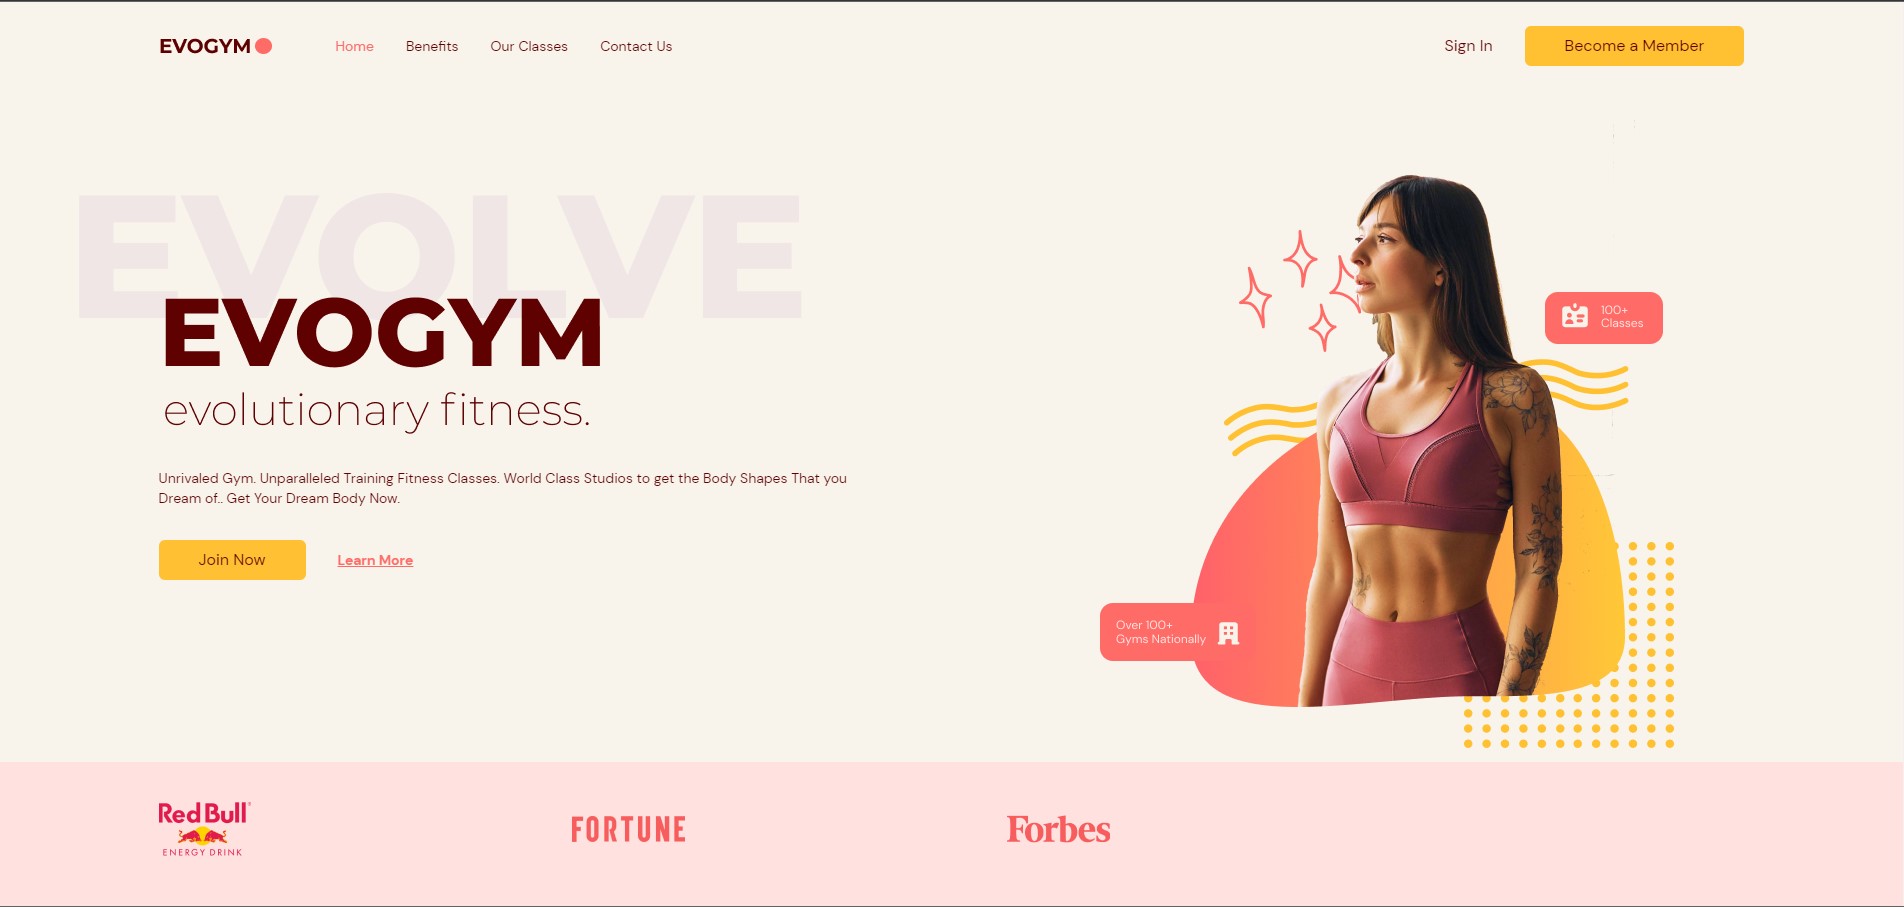 EVOGYM
Home
Benefits
Our Classes
Contact Us
Sign In
Become a Member
EVOLVE
EVOGYM
evolutionary fitness.
Unrivaled Gym. Unparalleled Training Fitness Classes. World Class Studios to get the Body Shapes That you
Dream of.. Get Your Dream Body Now.
Join Now
Learn More
100+
Classes
Over 100+
Gyms Nationally
Red Bull
ENERGY DRINK
FORTUNE
Forbes